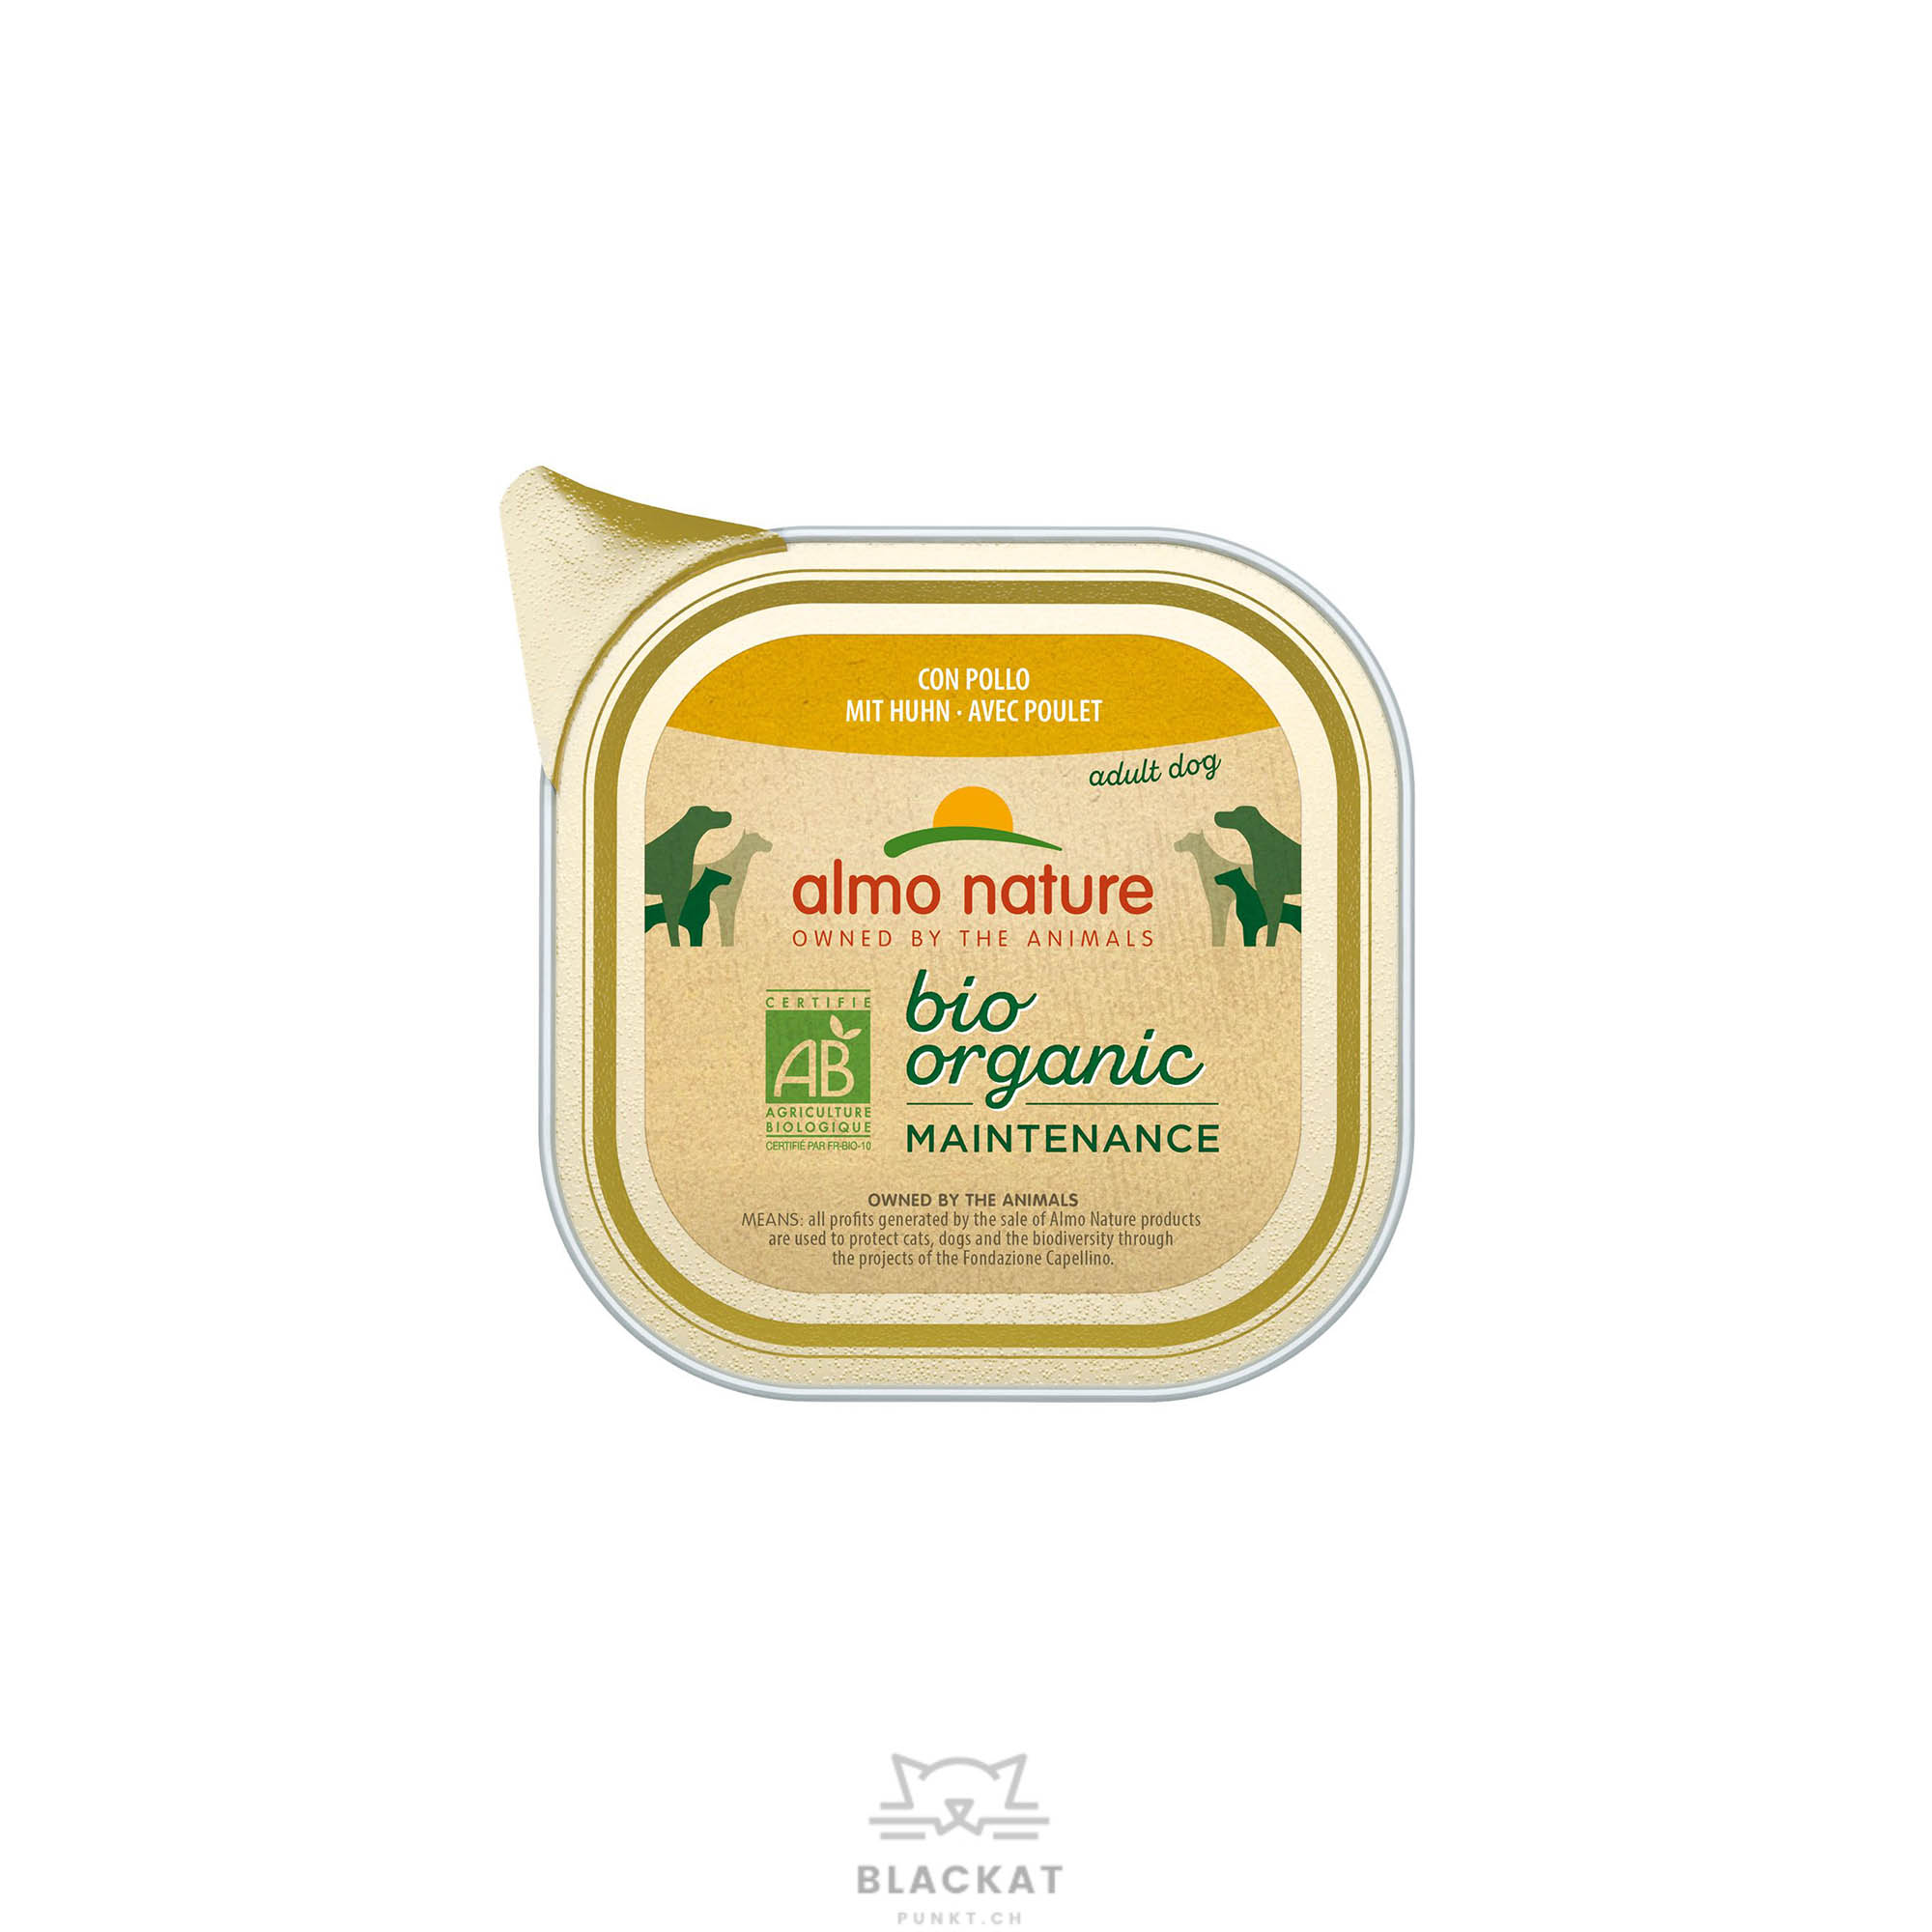 CON POLLO
MIT HUHN · AVEC POULET
adult dog
almo nature
OWNED BY THE ANIMALS
CERTIFIÉ
AB
AGRICULTURE
BIOLOGIQUE
CERTIFIÉ PAR FR-BIO-10
bio
organic
MAINTENANCE
OWNED BY THE ANIMALS
MEANS: all profits generated by the sale of Almo Nature products
are used to protect cats, dogs and the biodiversity through
the projects of the Fondazione Capellino.
BLACKAT
PUNKT.CH